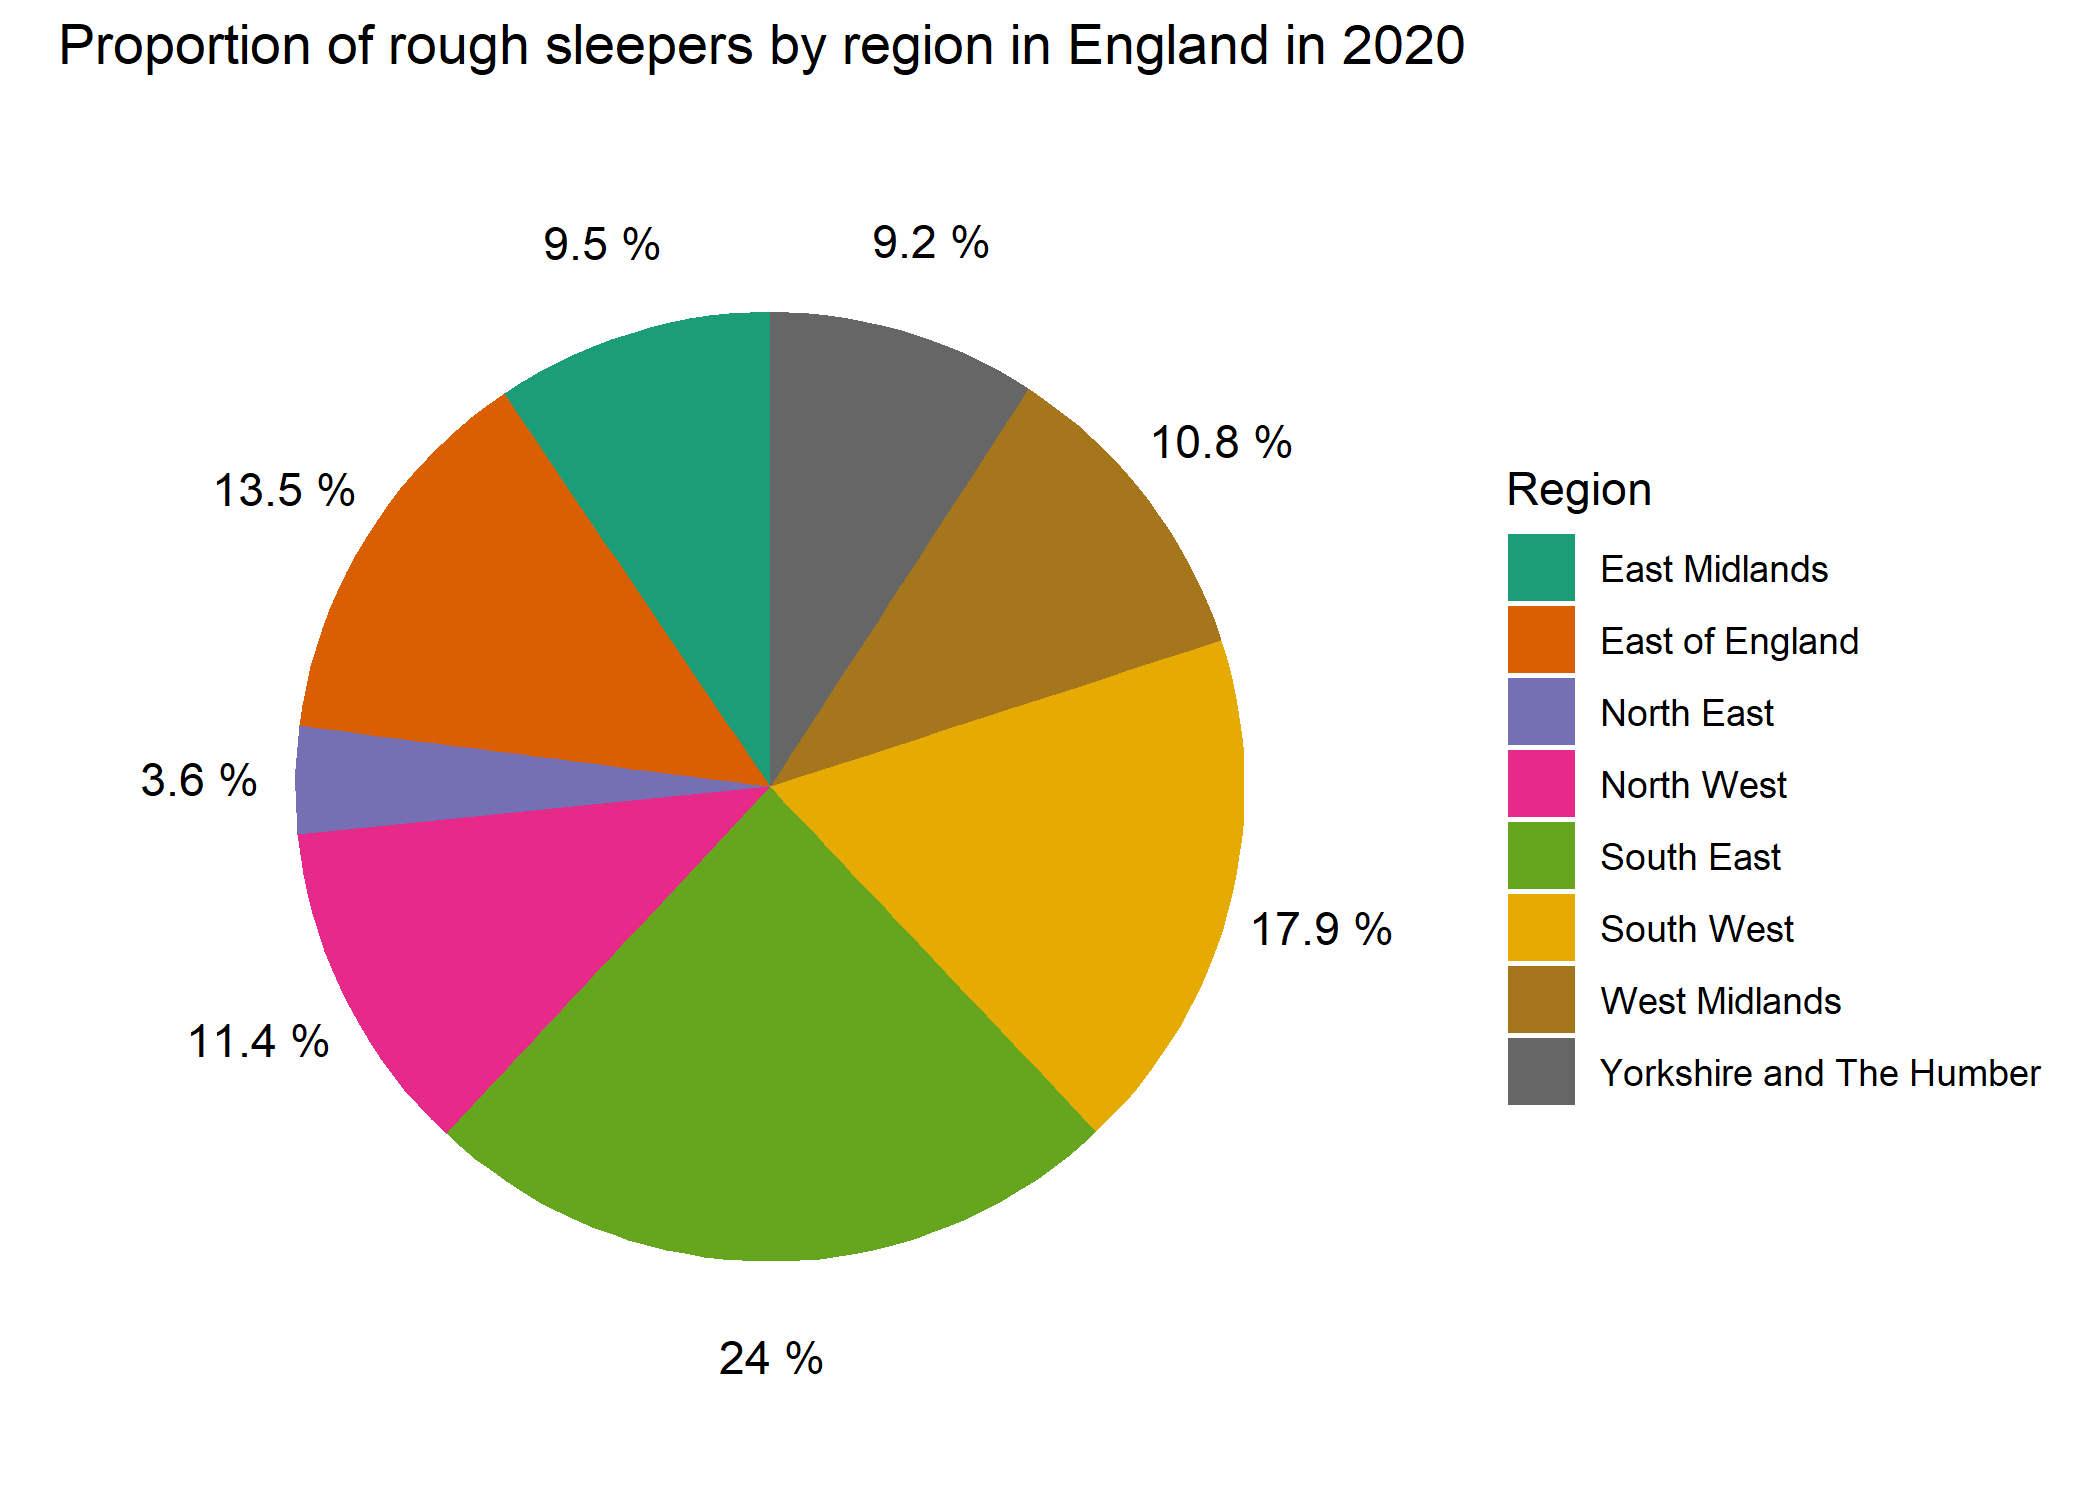 Proportion of rough sleepers by region in England in 2020
9.5 %
9.2 %
10.8 %
13.5 %
3.6 %
17.9 %
11.4 %
24 %
Region
East Midlands
East of England
North East
North West
South East
South West
West Midlands
Yorkshire and The Humber